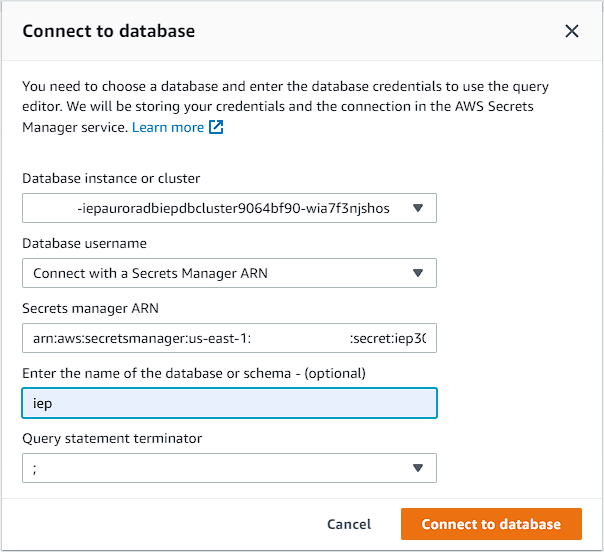 Connect to database
You need to choose a database and enter the database credentials to use the query
editor. We will be storing your credentials and the connection in the AWS Secrets
Manager service. Learn more
Database instance or cluster
-iepauroradbiepdbcluster9064bf90-wia7f3njshos
Database username
Connect with a Secrets Manager ARN
Secrets manager ARN
arn:aws:secretsmanager:us-east-1: :secret:iep30
Enter the name of the database or schema - (optional)
iep
Query statement terminator
;
Cancel Connect to database